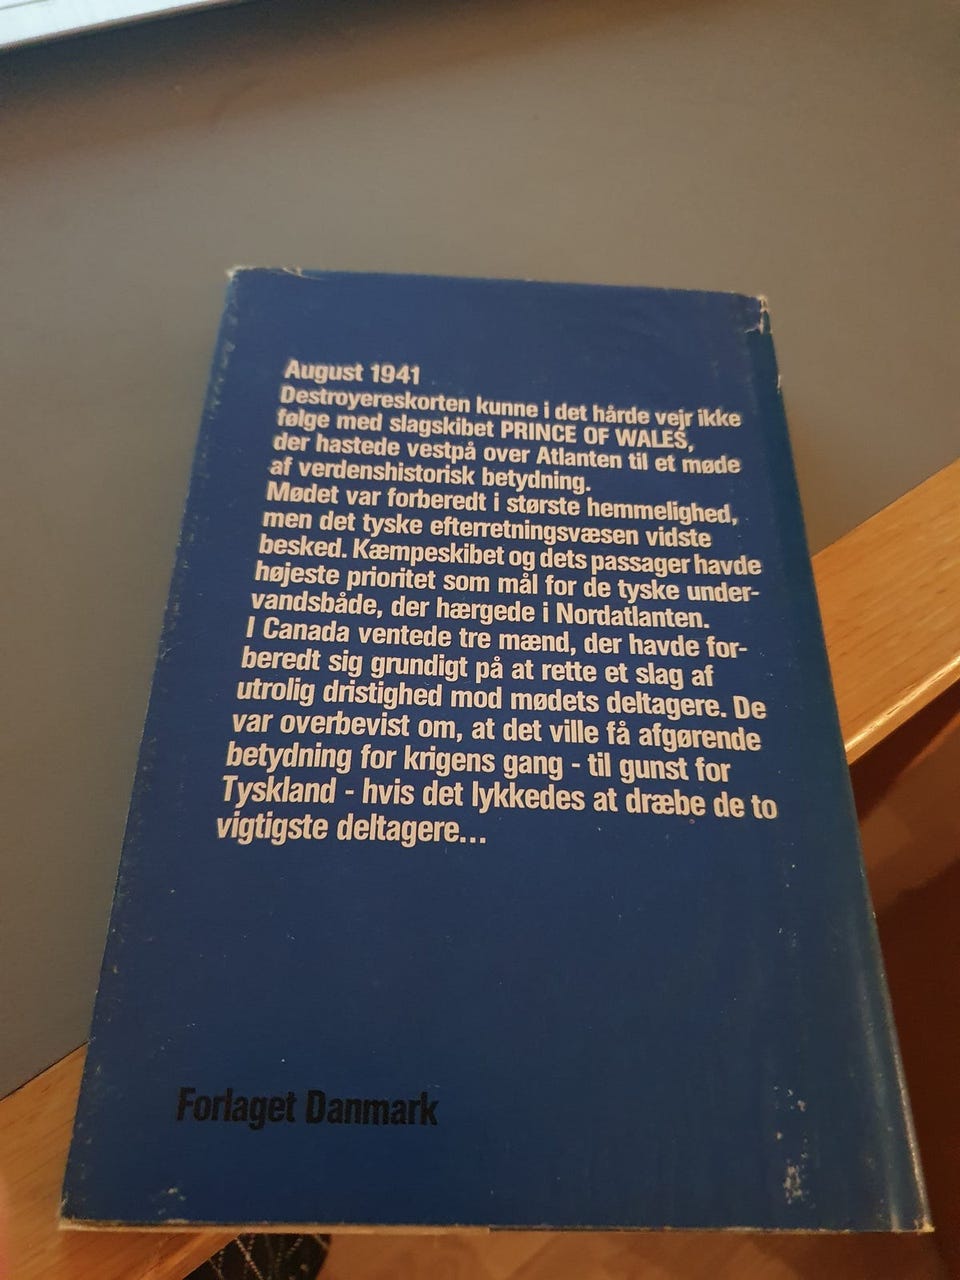 August 1941
Destroyereskorten kunne i det hårde vejr ikke
følge med slagskibet PRINCE OF WALES,
der hastede vestpå over Atlanten til et møde
af verdenshistorisk betydning.
Mødet var forberedt i største hemmelighed,
men det tyske efterretningsvæsen vidste
besked. Kæmpeskibet og dets passager havde
højeste prioritet som mål for de tyske under-
vandsbåde, der hærgede i Nordatlanten.
I Canada ventede tre mænd, der havde for-
beredt sig grundigt på at rette et slag af
utrolig dristighed mod mødets deltagere. De
var overbevist om, at det ville få afgørende
betydning for krigens gang - til gunst for
Tyskland - hvis det lykkedes at dræbe de to
vigtigste deltagere...
Forlaget Danmark